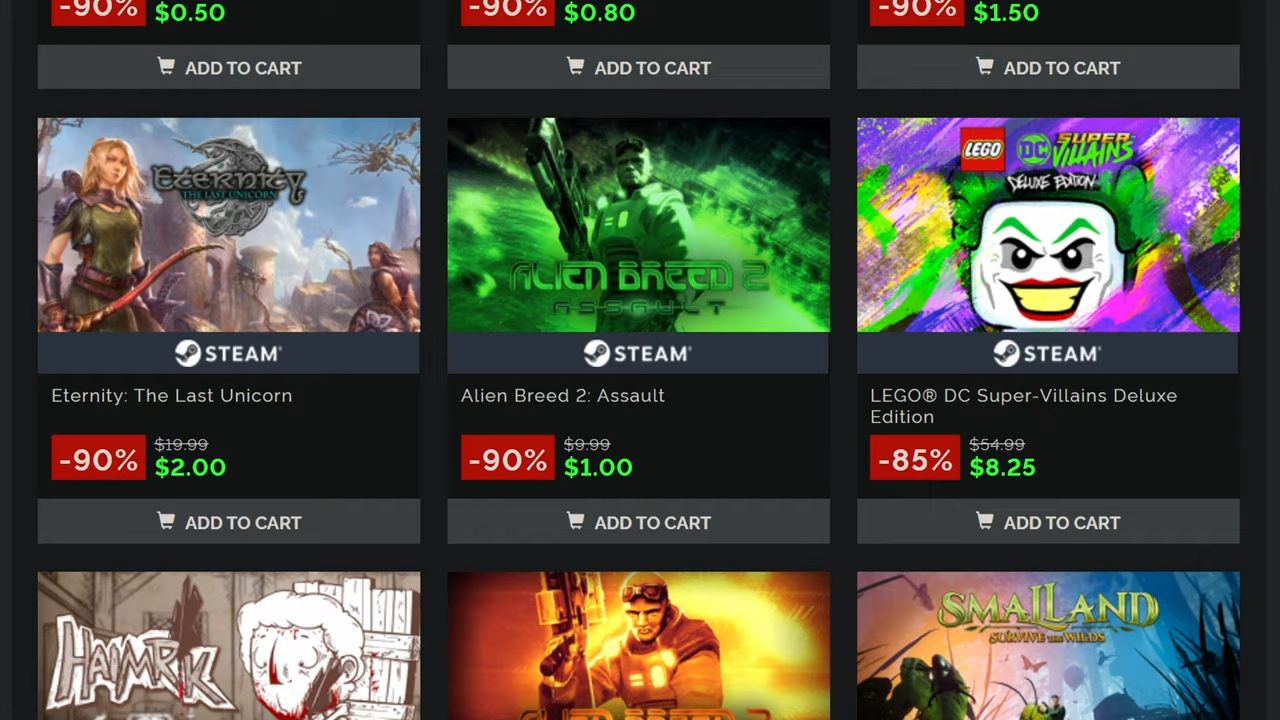 -90% $0.50
-90% $0.80
-90% $1.50
ADD TO CART
ADD TO CART
ADD TO CART
Eternity
THE LAST UNICORN
ALIEN BREED 2
ASSAULT
LEGO DC SUPER-VILLAINS
DELUXE EDITION
STEAM®
STEAM®
STEAM®
Eternity: The Last Unicorn
Alien Breed 2: Assault
LEGO® DC Super-Villains Deluxe
Edition
-90% $19.99
$2.00
-90% $9.99
$1.00
-85% $54.99
$8.25
ADD TO CART
ADD TO CART
ADD TO CART
HAIMRIK
ALIEN BREED
SMALLAND
SURVIVE THE WILDS